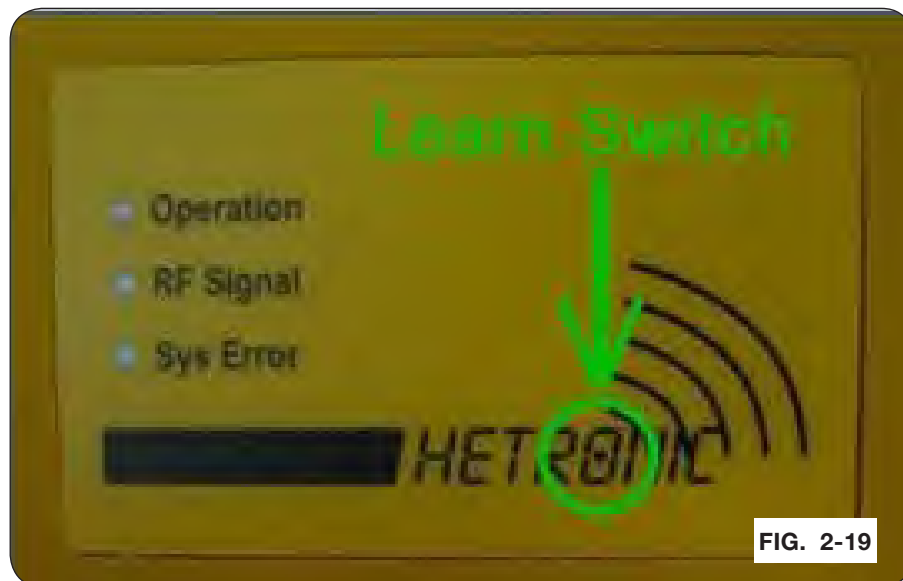 Learn Switch
Operation
RF Signal
Sys Error
HETRONIC
FIG. 2-19